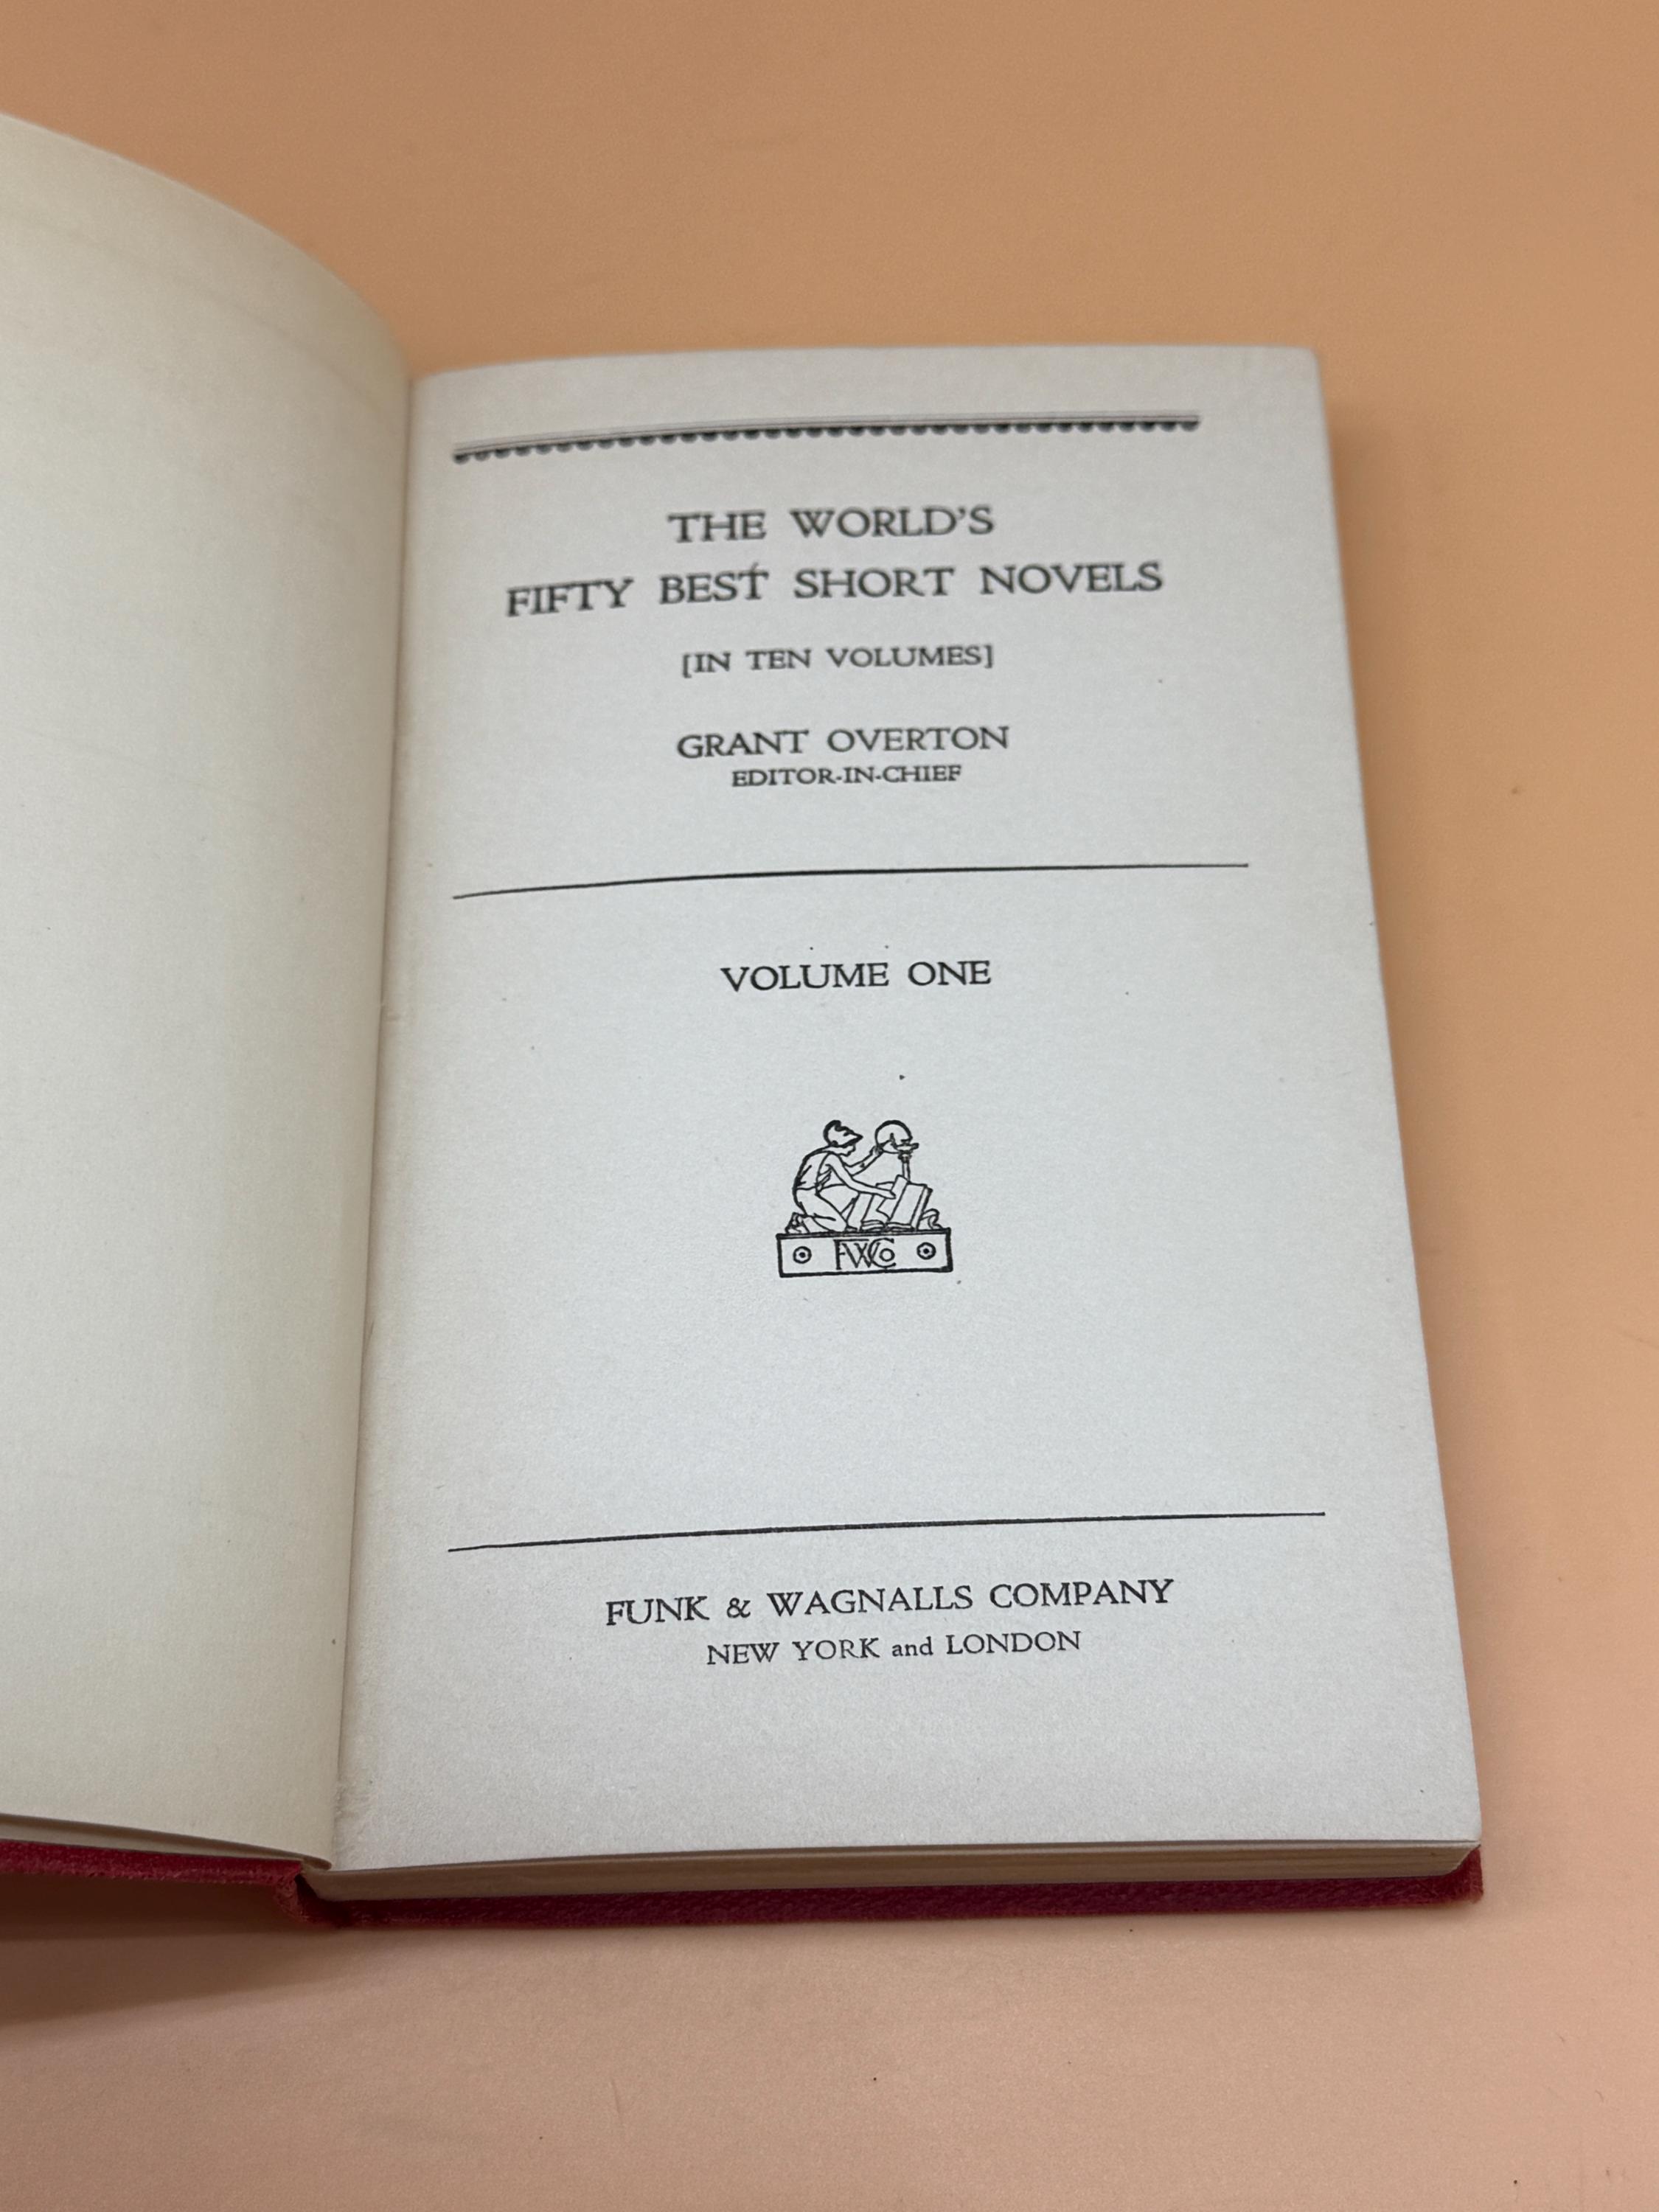 THE WORLD'S
FIFTY BEST SHORT NOVELS
[IN TEN VOLUMES]
GRANT OVERTON
EDITOR-IN-CHIEF
VOLUME ONE
FWCo
FUNK & WAGNALLS COMPANY
NEW YORK and LONDON